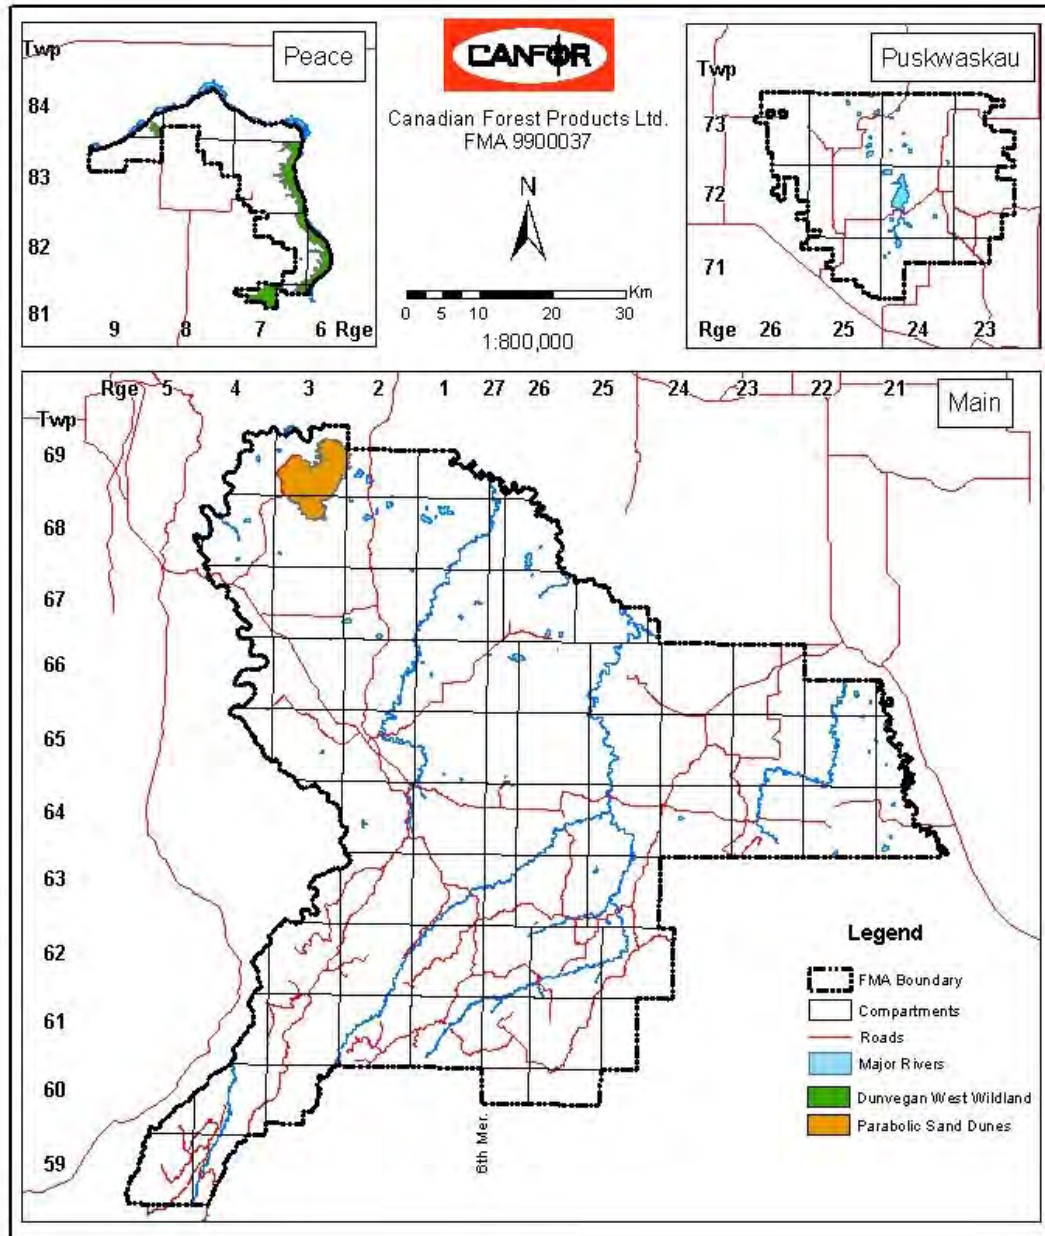 Twp
Peace
84
83
82
81
9 8 7 6 Rge
CANFOR
Canadian Forest Products Ltd.
FMA 9900037
N
Km
0 5 10 20 30
1:800,000
Twp
Puskwaskau
73
72
71
Rge 26 25 24 23
Rge 5 4 3 2 1 27 26 25 24 23 22 21
Main
Twp
69
68
67
66
65
64
63
62
61
60
59
6th Mer.
Legend
FMA Boundary
Compartments
Roads
Major Rivers
Dunvegan West Wildland
Parabolic Sand Dunes